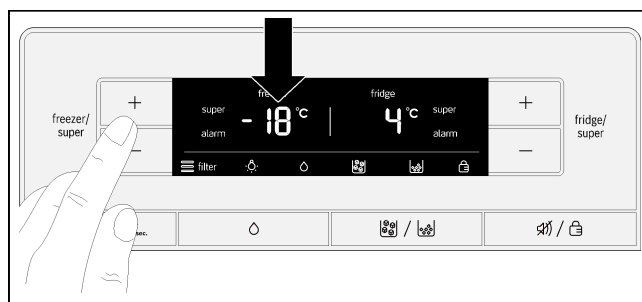 fridge
super
super
freezer/
super
-18 °C
4 °C
fridge/
super
alarm
alarm
filter
sec.
/
/